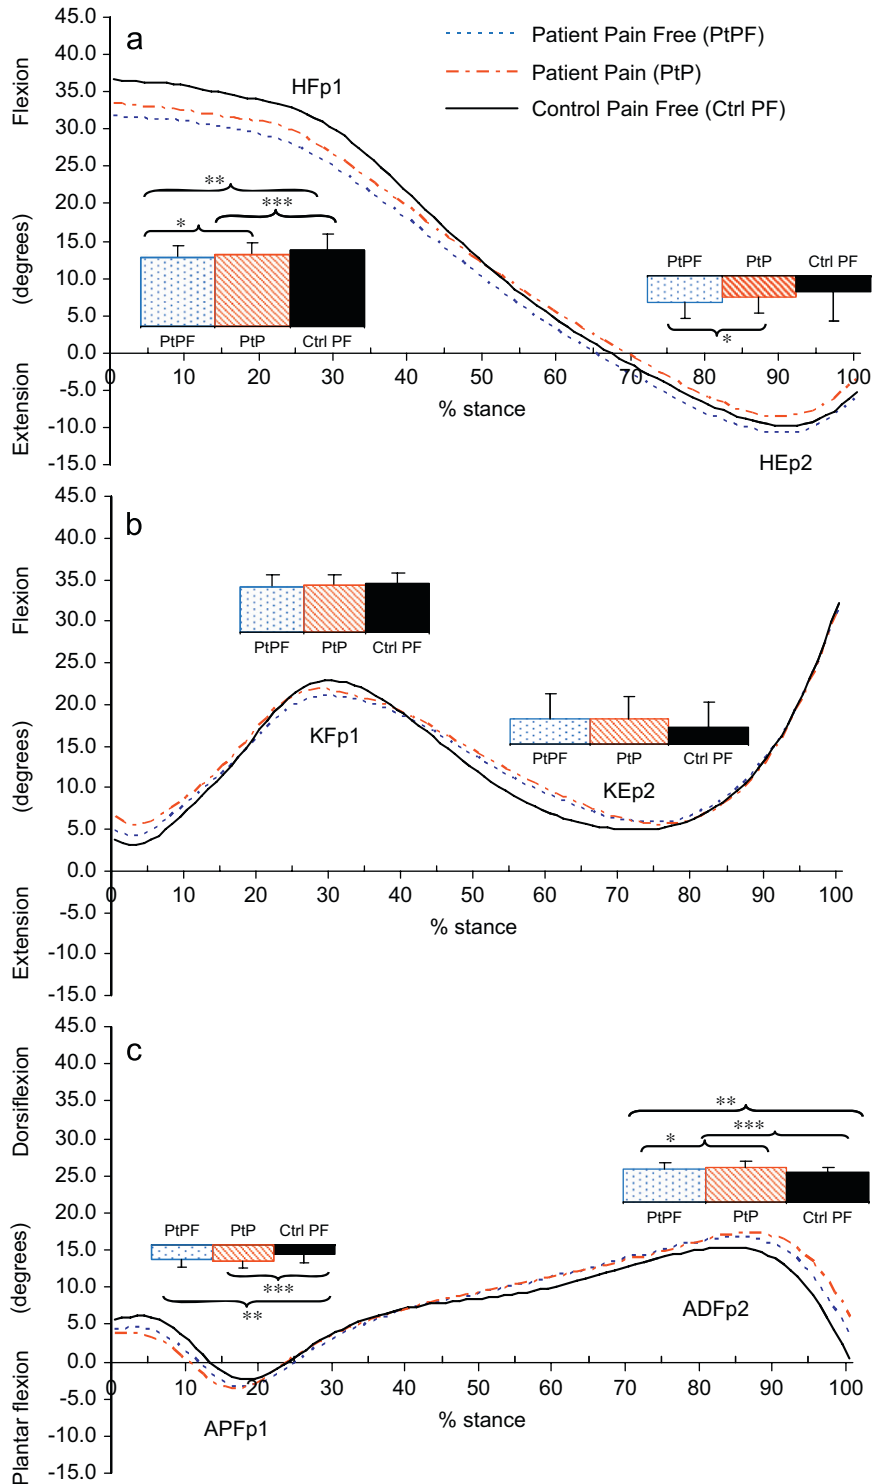 a
45.0
40.0
35.0
30.0
25.0
20.0
15.0
10.0
5.0
0.0
-5.0
-10.0
-15.0
Flexion
(degrees)
Extension
Patient Pain Free (PtPF)
Patient Pain (PtP)
Control Pain Free (Ctrl PF)
HFp1
**
***
*
PtPF PtP Ctrl PF
PtPF PtP Ctrl PF
*
0 10 20 30 40 50 60 70 80 90 100
% stance
HEp2
b
45.0
40.0
35.0
30.0
25.0
20.0
15.0
10.0
5.0
0.0
-5.0
-10.0
-15.0
Flexion
(degrees)
Extension
PtPF PtP Ctrl PF
KFp1
PtPF PtP Ctrl PF
KEp2
0 10 20 30 40 50 60 70 80 90 100
% stance
c
45.0
40.0
35.0
30.0
25.0
20.0
15.0
10.0
5.0
0.0
-5.0
-10.0
-15.0
Dorsiflexion
(degrees)
Plantar flexion
**
***
*
PtPF PtP Ctrl PF
PtPF PtP Ctrl PF
***
**
ADFp2
0 10 20 30 40 50 60 70 80 90 100
% stance
APFp1